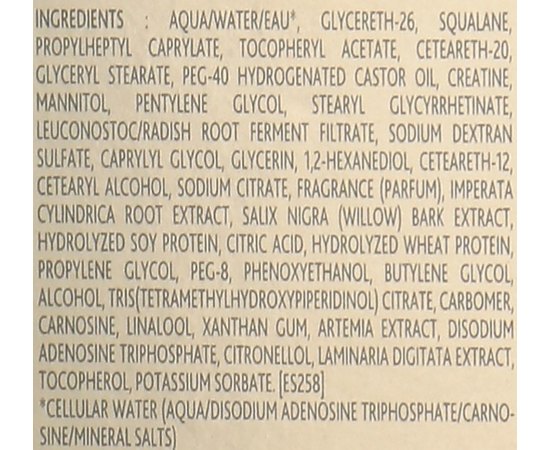 INGREDIENTS : AQUA/WATER/EAU*, GLYCERETH-26, SQUALANE,
PROPYLHEPTYL CAPRYLATE, TOCOPHERYL ACETATE, CETEARETH-20,
GLYCERYL STEARATE, PEG-40 HYDROGENATED CASTOR OIL, CREATINE,
MANNITOL, PENTYLENE GLYCOL, STEARYL GLYCYRRHETINATE,
LEUCONOSTOC/RADISH ROOT FERMENT FILTRATE, SODIUM DEXTRAN
SULFATE, CAPRYLYL GLYCOL, GLYCERIN, 1,2-HEXANEDIOL, CETEARETH-12,
CETEARYL ALCOHOL, SODIUM CITRATE, FRAGRANCE (PARFUM), IMPERATA
CYLINDRICA ROOT EXTRACT, SALIX NIGRA (WILLOW) BARK EXTRACT,
HYDROLYZED SOY PROTEIN, CITRIC ACID, HYDROLYZED WHEAT PROTEIN,
PROPYLENE GLYCOL, PEG-8, PHENOXYETHANOL, BUTYLENE GLYCOL,
ALCOHOL, TRIS(TETRAMETHYLHYDROXYPIPERIDINOL) CITRATE, CARBOMER,
CARNOSINE, LINALOOL, XANTHAN GUM, ARTEMIA EXTRACT, DISODIUM
ADENOSINE TRIPHOSPHATE, CITRONELLOL, LAMINARIA DIGITATA EXTRACT,
TOCOPHEROL, POTASSIUM SORBATE. [ES258]
*CELLULAR WATER (AQUA/DISODIUM ADENOSINE TRIPHOSPHATE/CARNO-
SINE/MINERAL SALTS)